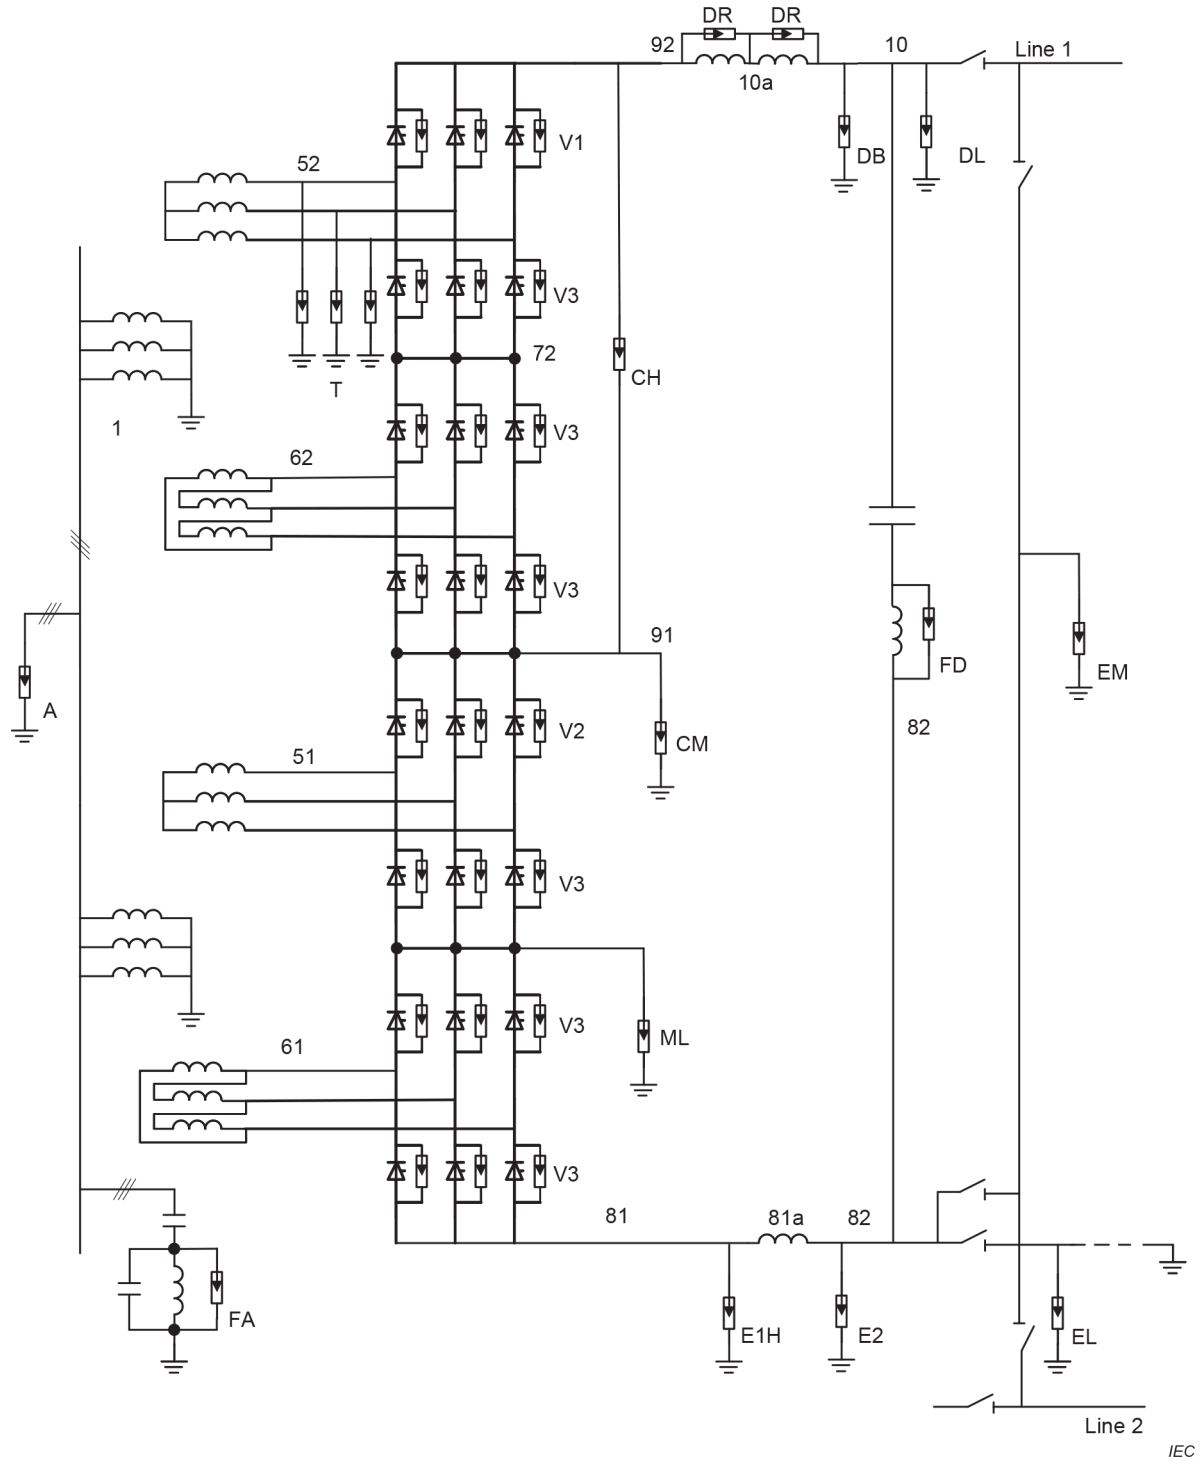 DR DR
92 10 Line 1
10a
V1 DB DL
52
V3
72
CH
T
1
V3
62
V3
91
FD EM
A
V2 CM
82
51
V3
ML
V3
61
V3
81 81a 82
FA
E1H E2 EL
Line 2
IEC